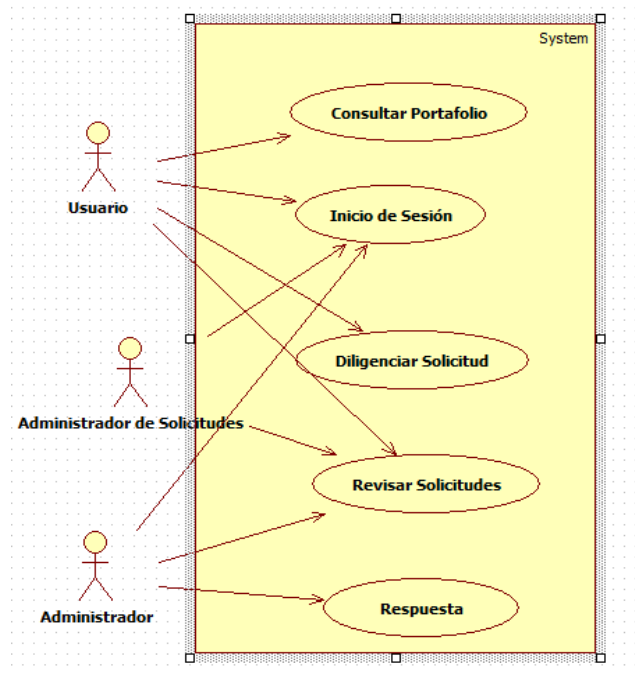 System
Consultar Portafolio
Usuario
Inicio de Sesión
Diligenciar Solicitud
Administrador de Solicitudes
Revisar Solicitudes
Administrador
Respuesta